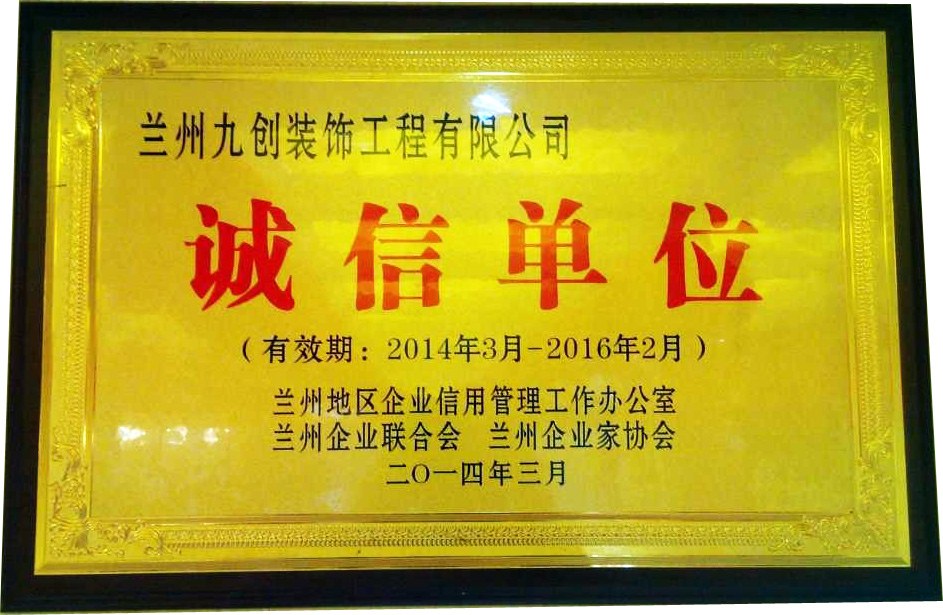 兰州九创装饰工程有限公司
诚信单位
（有效期：2014年3月-2016年2月）
兰州地区企业信用管理工作办公室
兰州企业联合会　兰州企业家协会
二〇一四年三月